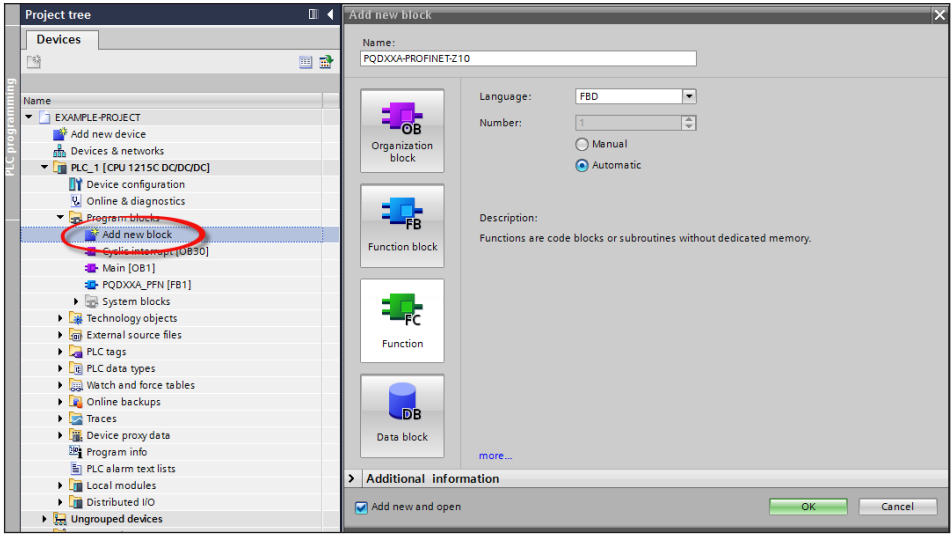 Project tree
Devices
PLC programming
Name
EXAMPLE-PROJECT
Add new device
Devices & networks
PLC_1 [CPU 1215C DC/DC/DC]
Device configuration
Online & diagnostics
Program blocks
Add new block
Cyclic interrupt [OB30]
Main [OB1]
PQDXXA_PFN [FB1]
System blocks
Technology objects
External source files
PLC tags
PLC data types
Watch and force tables
Online backups
Traces
Device proxy data
Program info
PLC alarm text lists
Local modules
Distributed I/O
Ungrouped devices
Add new block
Name:
PQDXXA-PROFINET-Z10
OB
Organization
block
FB
Function block
FC
Function
DB
Data block
Language:
FBD
Number:
1
Manual
Automatic
Description:
Functions are code blocks or subroutines without dedicated memory.
more...
Additional information
Add new and open
OK
Cancel